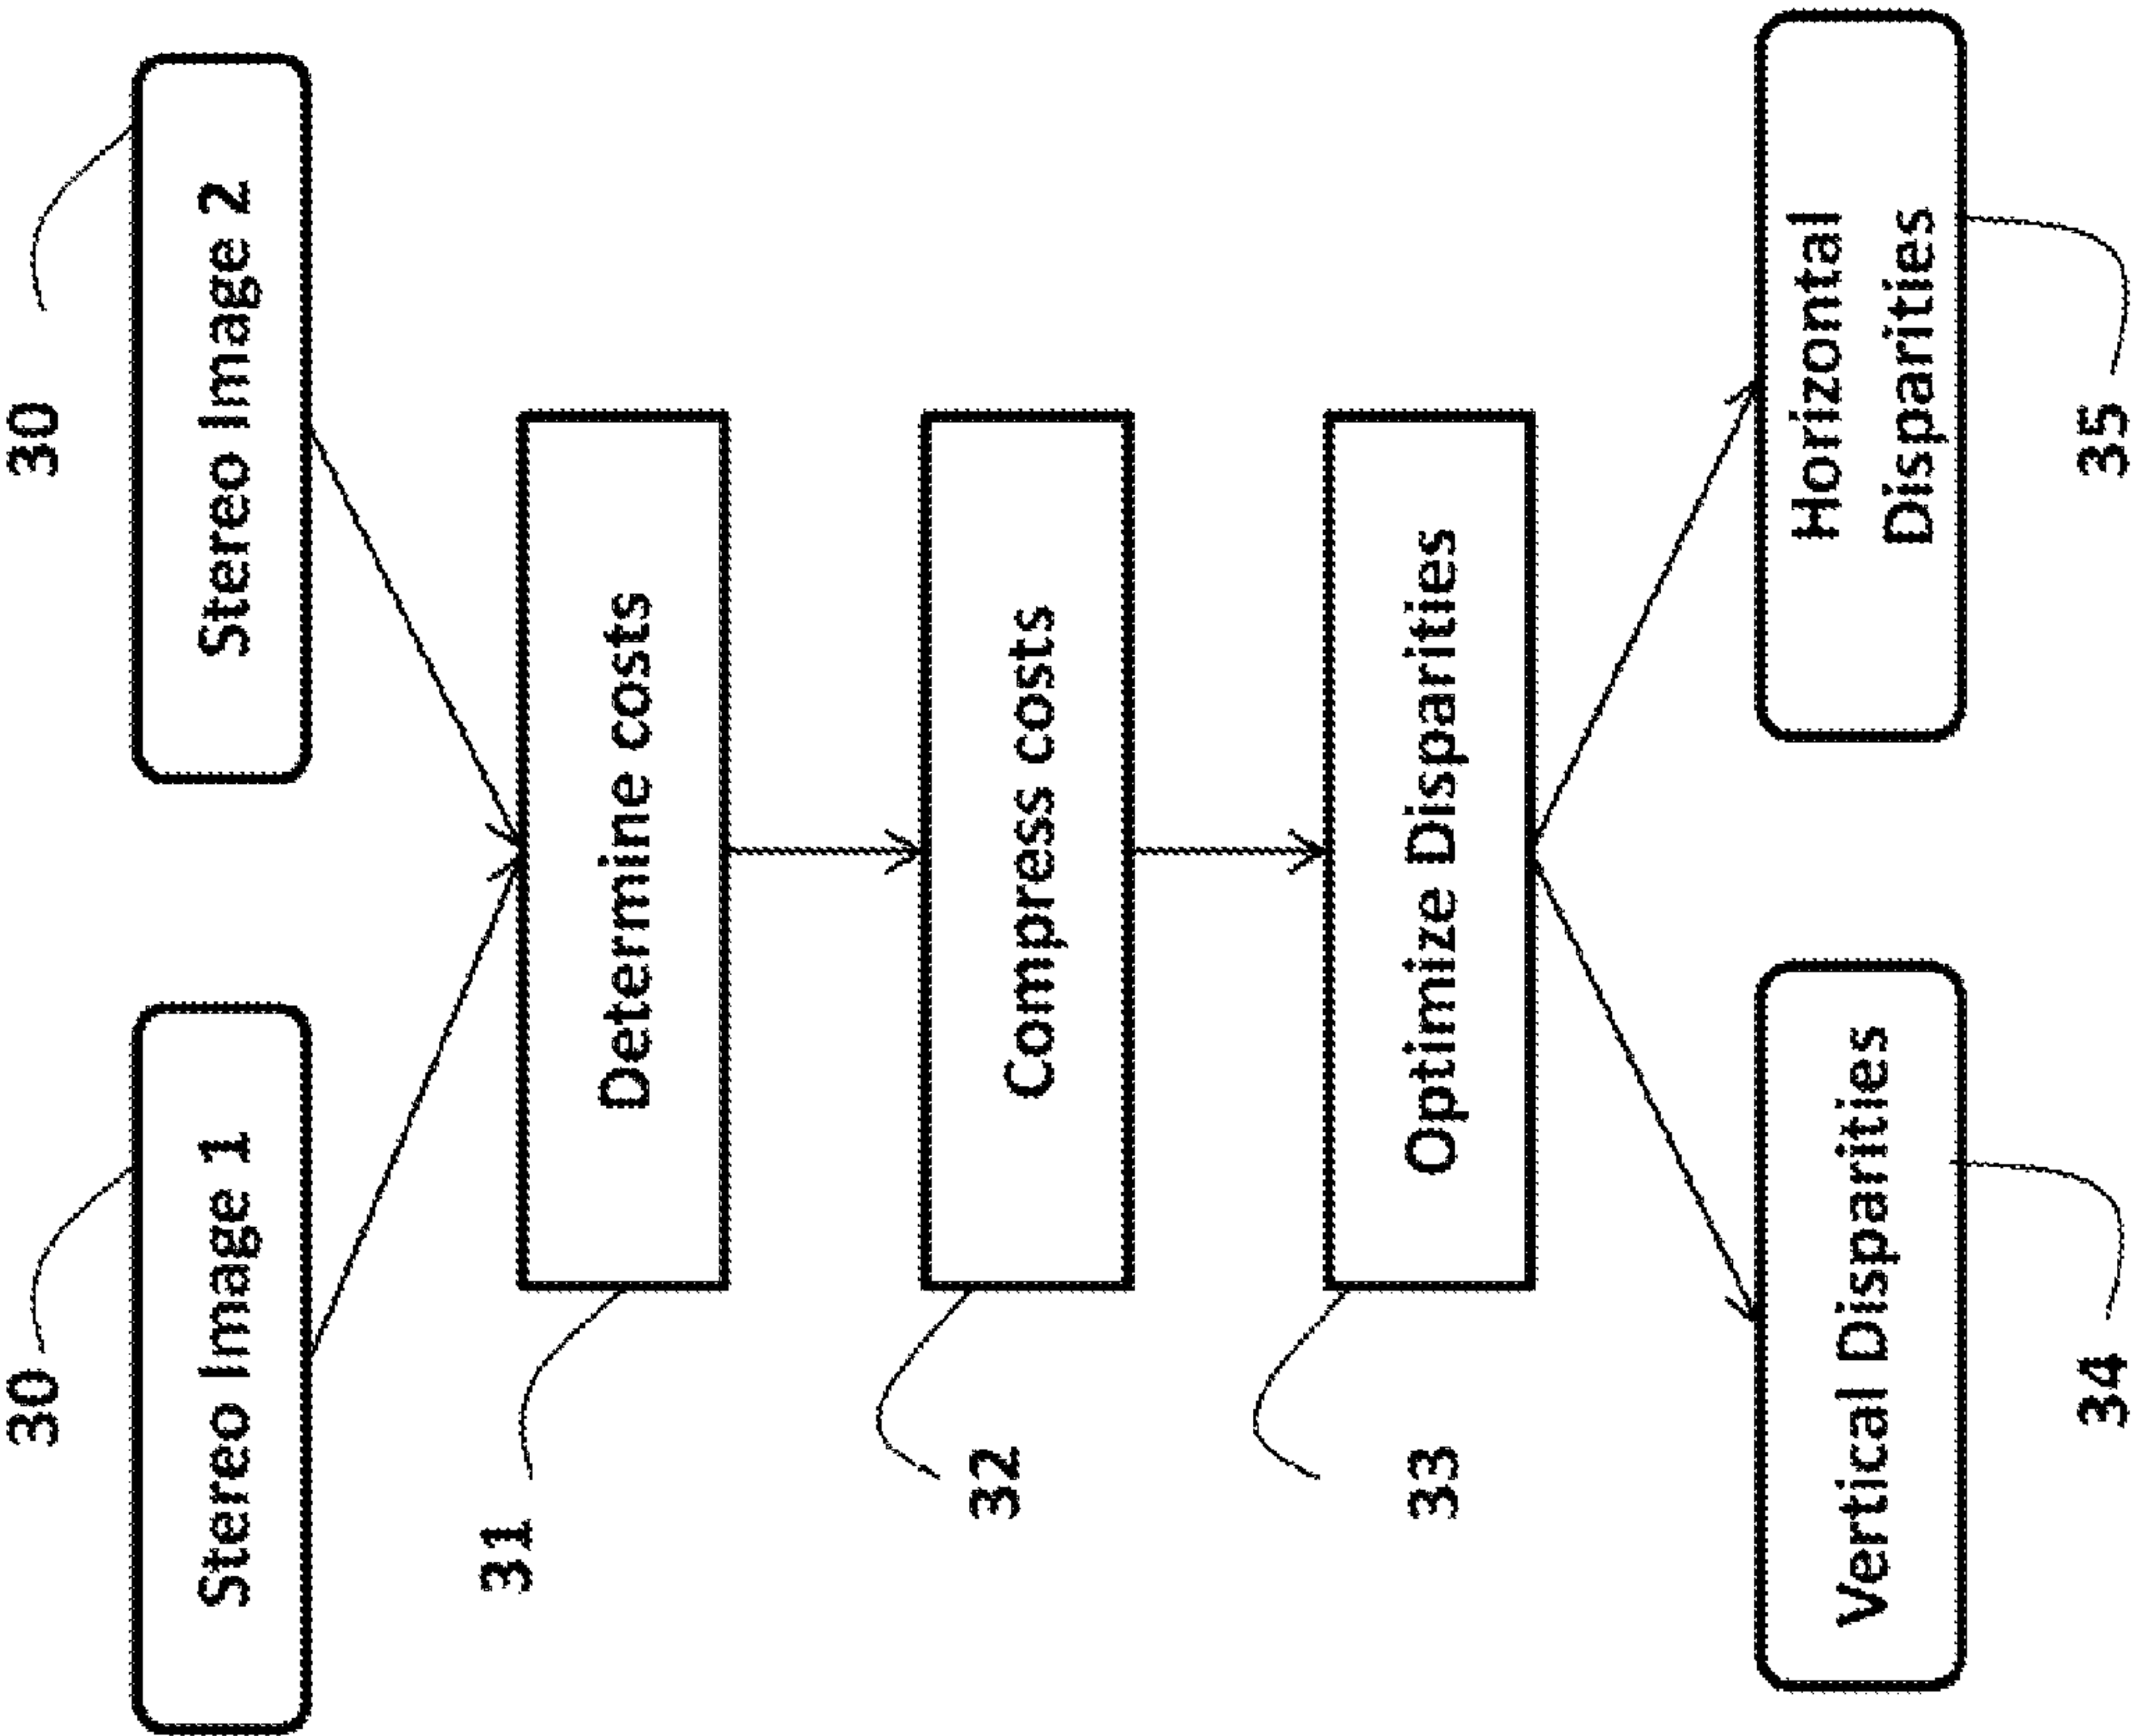 30
30
Stereo Image 1
Stereo Image 2
31
Determine costs
32
Compress costs
33
Optimize Disparities
Vertical Disparities
Horizontal
Disparities
34
35